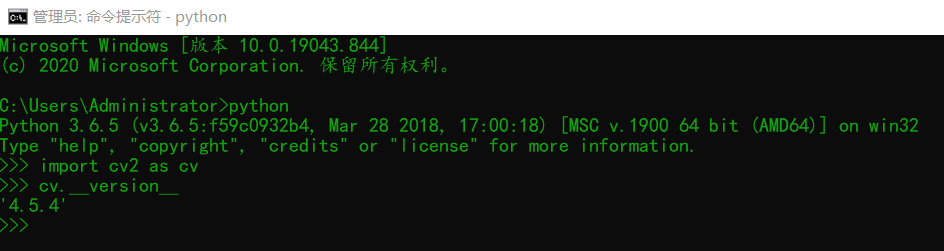 管理员: 命令提示符 - python
Microsoft Windows [版本 10.0.19043.844]
(c) 2020 Microsoft Corporation. 保留所有权利。
C:\Users\Administrator>python
Python 3.6.5 (v3.6.5:f59c0932b4, Mar 28 2018, 17:00:18) [MSC v.1900 64 bit (AMD64)] on win32
Type "help", "copyright", "credits" or "license" for more information.
>>> import cv2 as cv
>>> cv.__version__
'4.5.4'
>>>